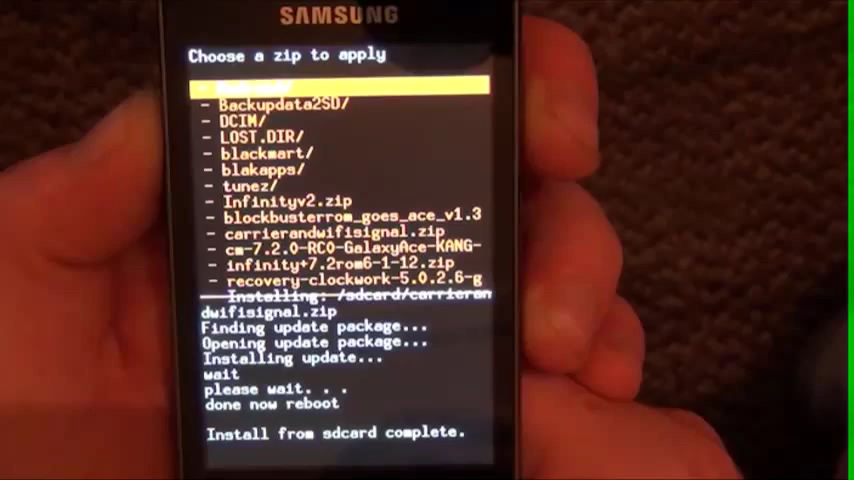 SAMSUNG
Choose a zip to apply
- Backupdata2SD/
- DCIM/
- LOST.DIR/
- blackmart/
- blakapps/
- tunez/
- Infinityv2.zip
- blockbusterrom_goes_ace_v1.3
- carrierandwifisignal.zip
- cm-7.2.0-RC0-GalaxyAce-KANG-
- infinity+7.2rom6-1-12.zip
- recovery-clockwork-5.0.2.6-g
Installing: /sdcard/carrieran
dwifisignal.zip
Finding update package...
Opening update package...
Installing update...
wait
please wait. . .
done now reboot
Install from sdcard complete.